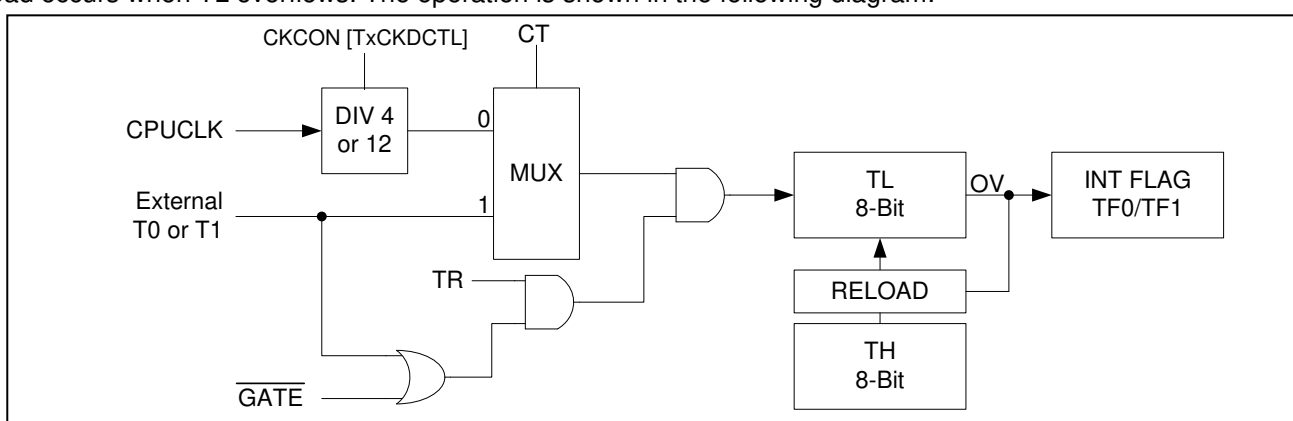 oad occurs when TL overflows. The operation is shown in the following diagram.
CKCON [TxCKDCTL]
CT
CPUCLK
DIV 4
or 12
0
MUX
External
T0 or T1
1
TR
GATE
TL
8-Bit
OV
INT FLAG
TF0/TF1
RELOAD
TH
8-Bit